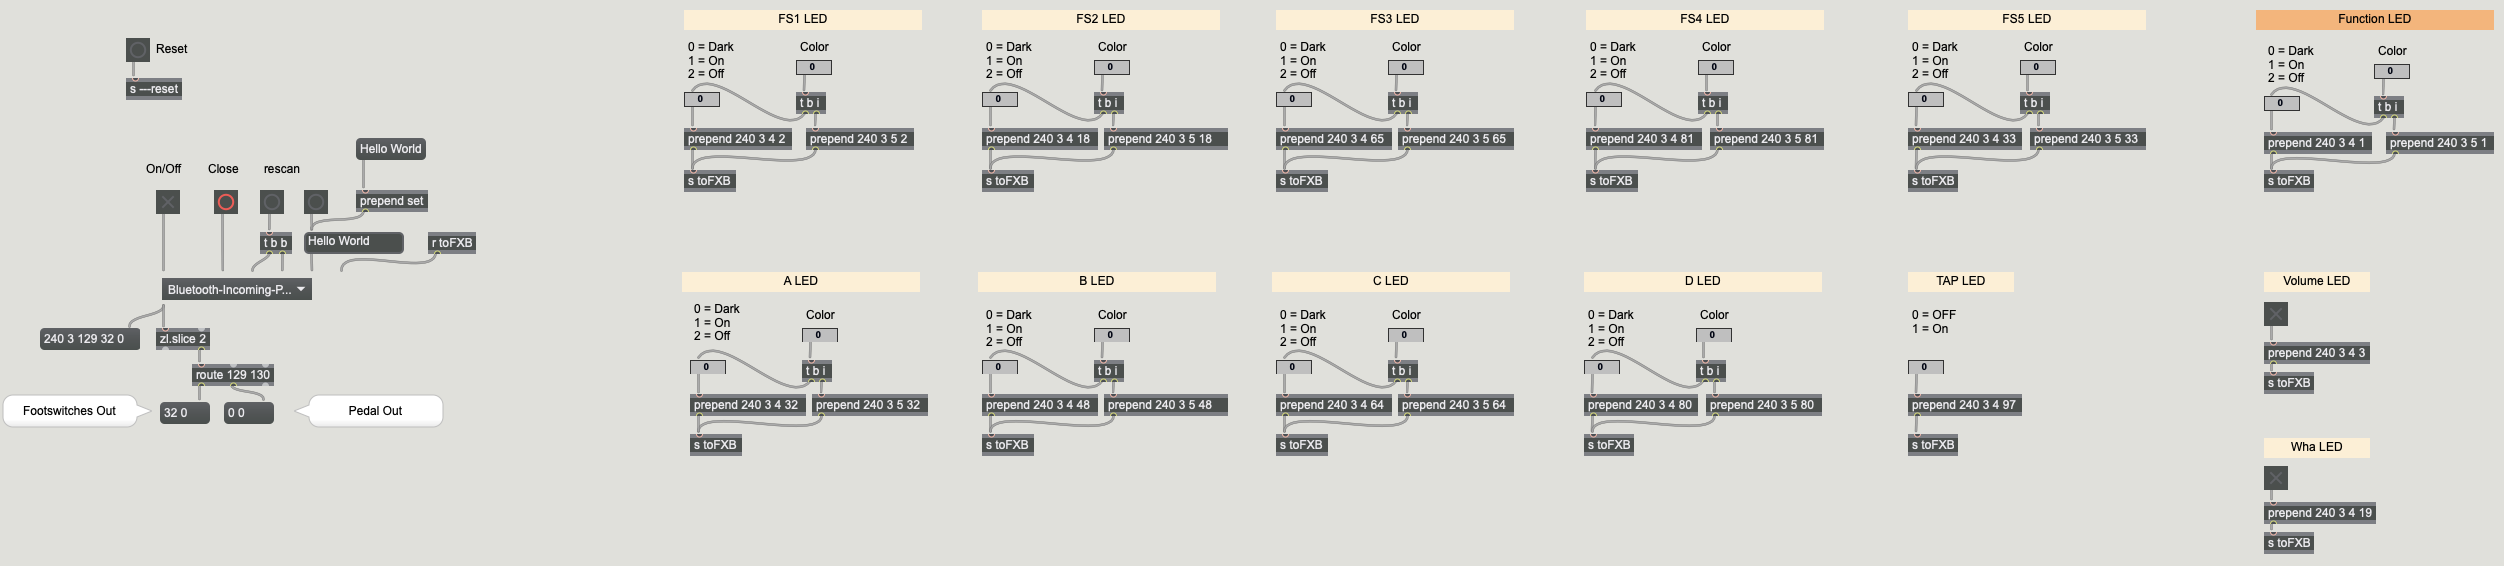 Reset
s ---reset
Hello World
On/Off
Close
rescan
prepend set
t b b
Hello World
r toFXB
Bluetooth-Incoming-P...
240 3 129 32 0
zl.slice 2
route 129 130
Footswitches Out
32 0
0 0
Pedal Out
FS1 LED
0 = Dark
1 = On
2 = Off
Color
0
0
t b i
prepend 240 3 4 2
prepend 240 3 5 2
s toFXB
FS2 LED
0 = Dark
1 = On
2 = Off
Color
0
0
t b i
prepend 240 3 4 18
prepend 240 3 5 18
s toFXB
FS3 LED
0 = Dark
1 = On
2 = Off
Color
0
0
t b i
prepend 240 3 4 65
prepend 240 3 5 65
s toFXB
FS4 LED
0 = Dark
1 = On
2 = Off
Color
0
0
t b i
prepend 240 3 4 81
prepend 240 3 5 81
s toFXB
FS5 LED
0 = Dark
1 = On
2 = Off
Color
0
0
t b i
prepend 240 3 4 33
prepend 240 3 5 33
s toFXB
Function LED
0 = Dark
1 = On
2 = Off
Color
0
0
t b i
prepend 240 3 4 1
prepend 240 3 5 1
s toFXB
A LED
0 = Dark
1 = On
2 = Off
Color
0
0
t b i
prepend 240 3 4 32
prepend 240 3 5 32
s toFXB
B LED
0 = Dark
1 = On
2 = Off
Color
0
0
t b i
prepend 240 3 4 48
prepend 240 3 5 48
s toFXB
C LED
0 = Dark
1 = On
2 = Off
Color
0
0
t b i
prepend 240 3 4 64
prepend 240 3 5 64
s toFXB
D LED
0 = Dark
1 = On
2 = Off
Color
0
0
t b i
prepend 240 3 4 80
prepend 240 3 5 80
s toFXB
TAP LED
0 = OFF
1 = On
0
prepend 240 3 4 97
s toFXB
Volume LED
prepend 240 3 4 3
s toFXB
Wha LED
prepend 240 3 4 19
s toFXB